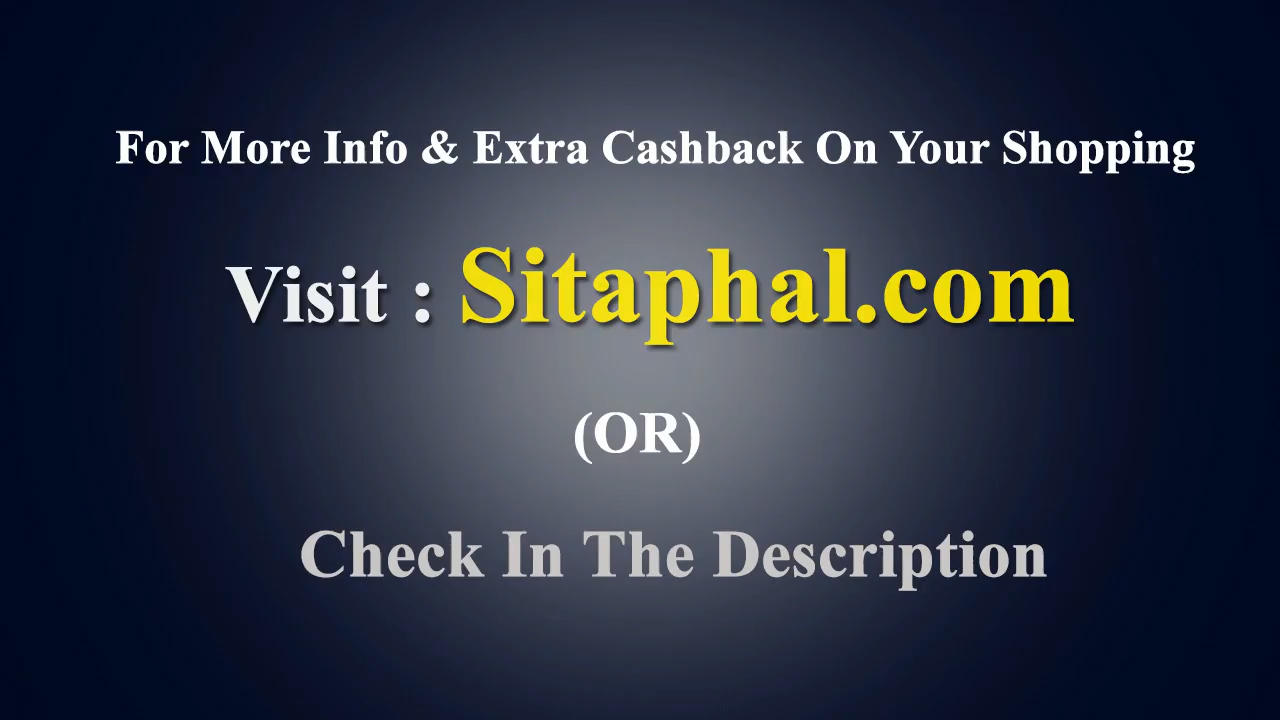 For More Info & Extra Cashback On Your Shopping
Visit : Sitaphal.com
(OR)
Check In The Description